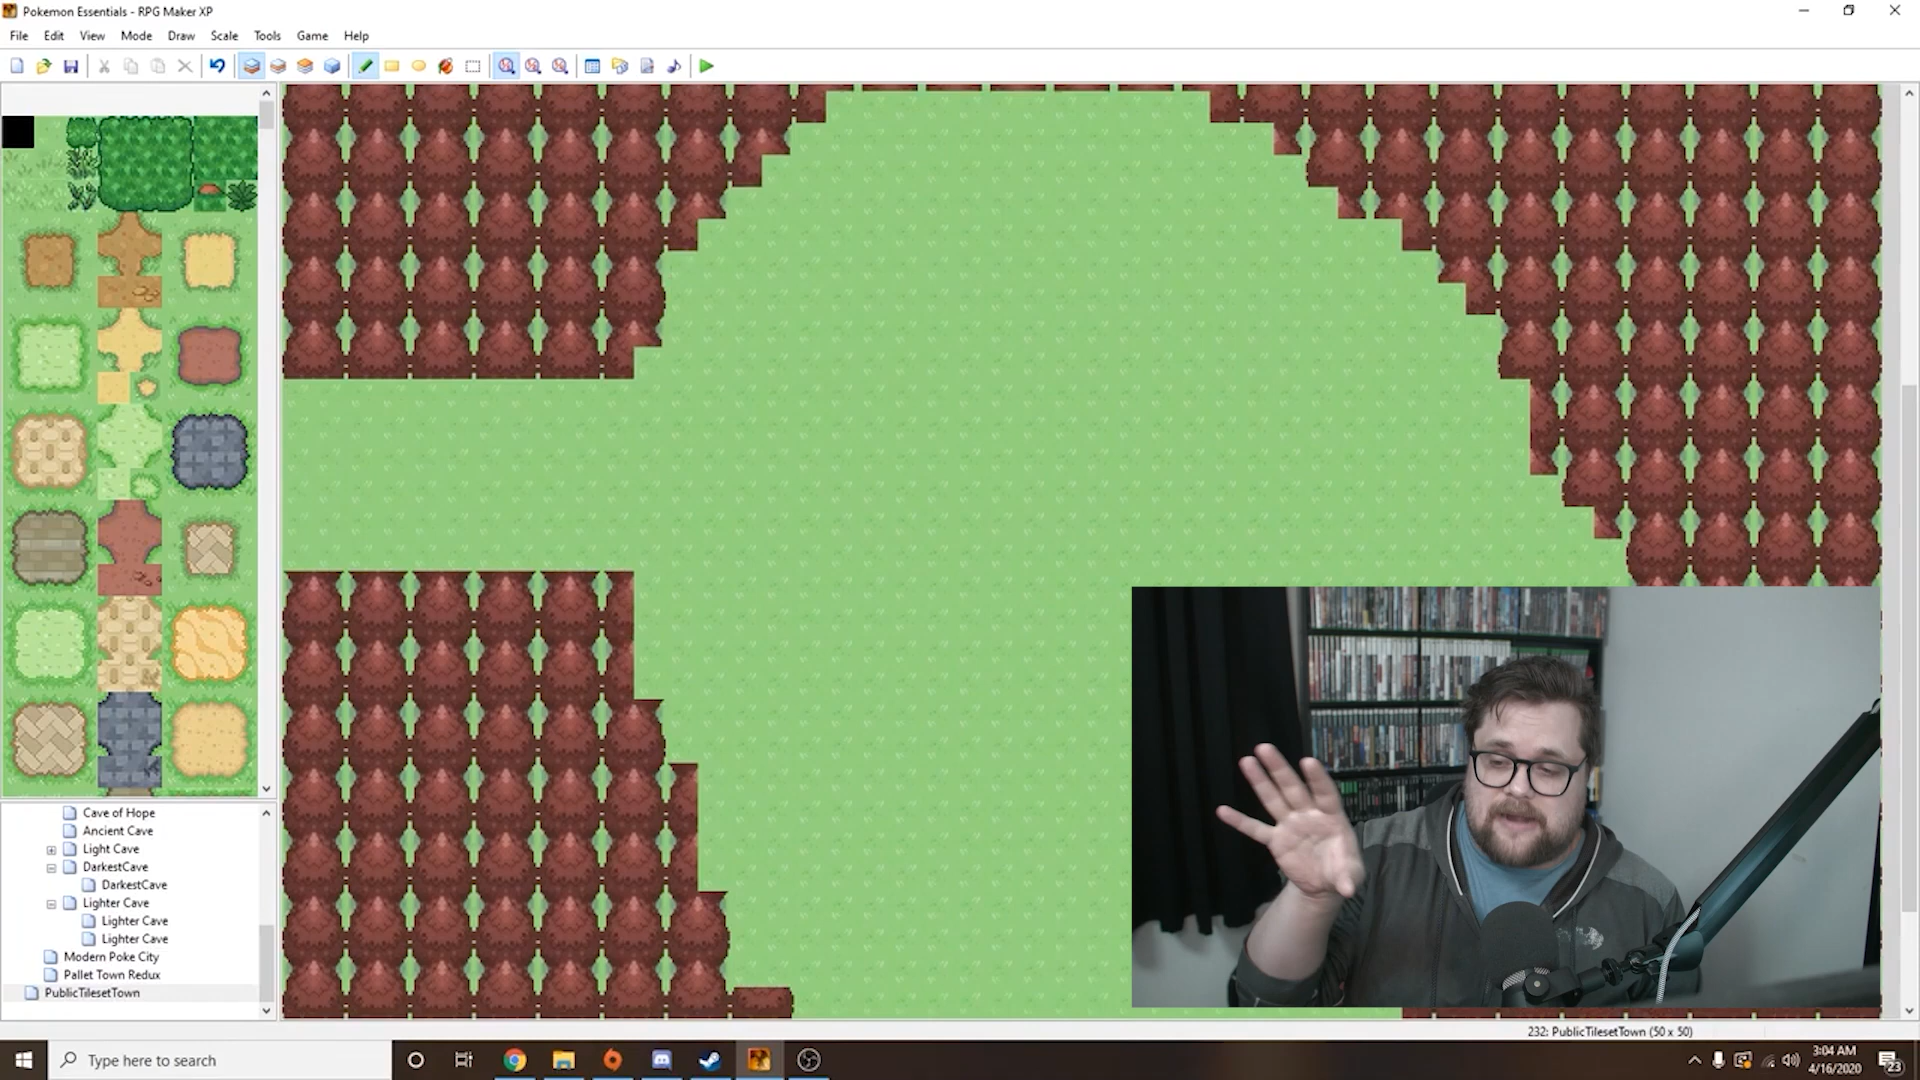 Pokemon Essentials - RPG Maker XP
File Edit View Mode Draw Scale Tools Game Help
Cave of Hope
Ancient Cave
Light Cave
DarkestCave
DarkestCave
Lighter Cave
Lighter Cave
Lighter Cave
Modern Poke City
Pallet Town Redux
PublicTilesetTown
232: PublicTilesetTown (50 x 50)
Type here to search
3:04 AM
4/16/2020
23